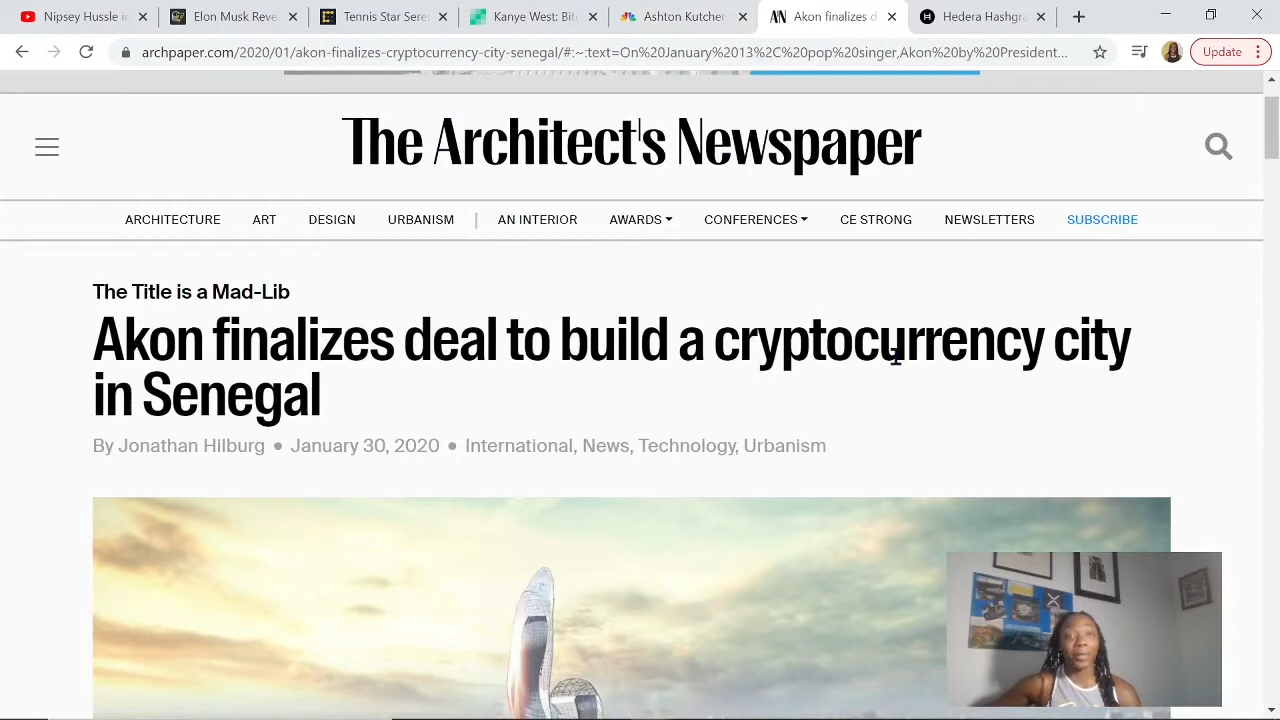 Nipsey Hussle i
Elon Musk Reve
Tennis Star Sere
Kanye West: Bit
Ashton Kutcher
Akon finalizes d
Hedera Hashgra
archpaper.com/2020/01/akon-finalizes-cryptocurrency-city-senegal/#:~:text=On%20January%2013%2C%20pop%20singer,Akon%20by%20President...
Update
The Architect's Newspaper
ARCHITECTURE ART DESIGN URBANISM | AN INTERIOR AWARDS CONFERENCES CE STRONG NEWSLETTERS SUBSCRIBE
The Title is a Mad-Lib
Akon finalizes deal to build a cryptocurrency city
in Senegal
By Jonathan Hilburg ● January 30, 2020 ● International, News, Technology, Urbanism